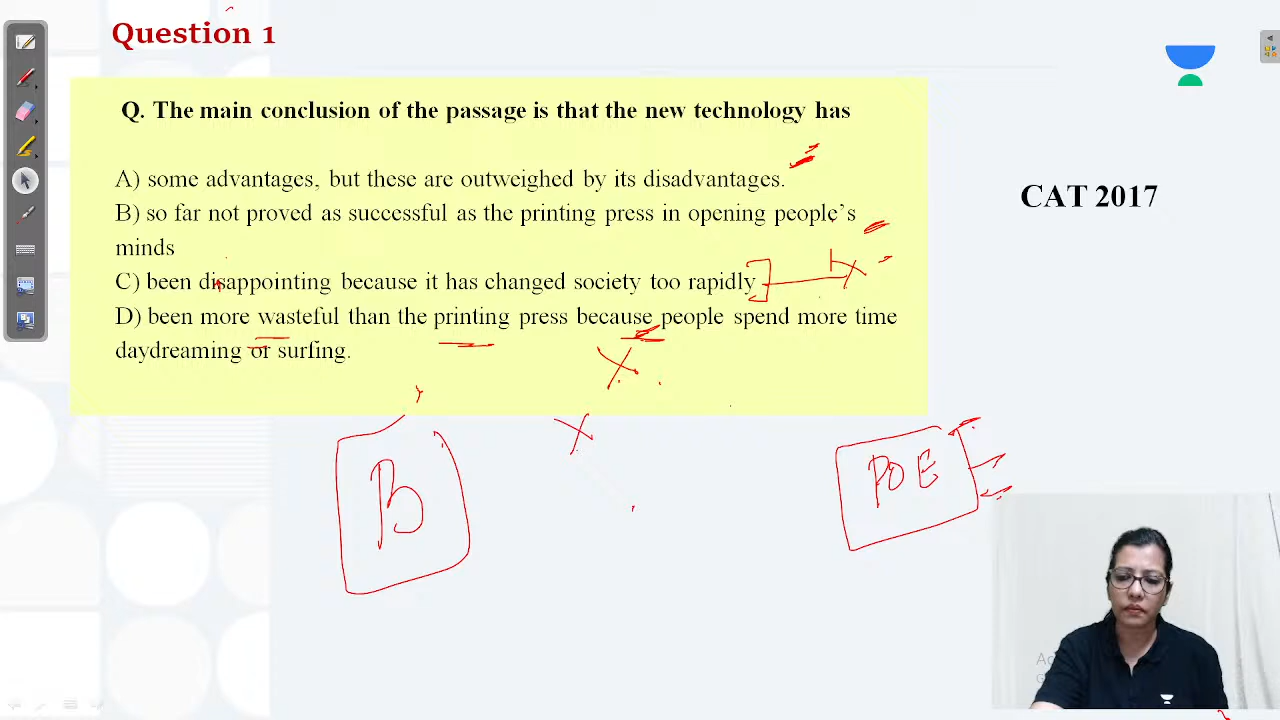 Question 1
Q. The main conclusion of the passage is that the new technology has
A) some advantages, but these are outweighed by its disadvantages.
B) so far not proved as successful as the printing press in opening people's
minds
C) been disappointing because it has changed society too rapidly
D) been more wasteful than the printing press because people spend more time
daydreaming or surfing.
CAT 2017
B
POE